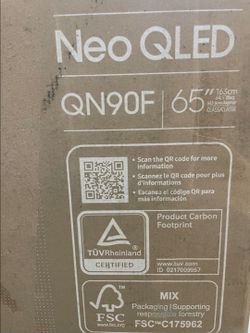 Neo QLED
QN90F
65"
163cm
• Scan the QR code for more
information
• Scannez le QR code pour plus
d'informations
• Escanea el código QR para
más información
Product Carbon
Footprint
TÜVRheinland
CERTIFIED
www.tuv.com
ID 0217009957
FSC
www.fsc.org
MIX
Packaging | Supporting
responsible forestry
FSC™ C175962